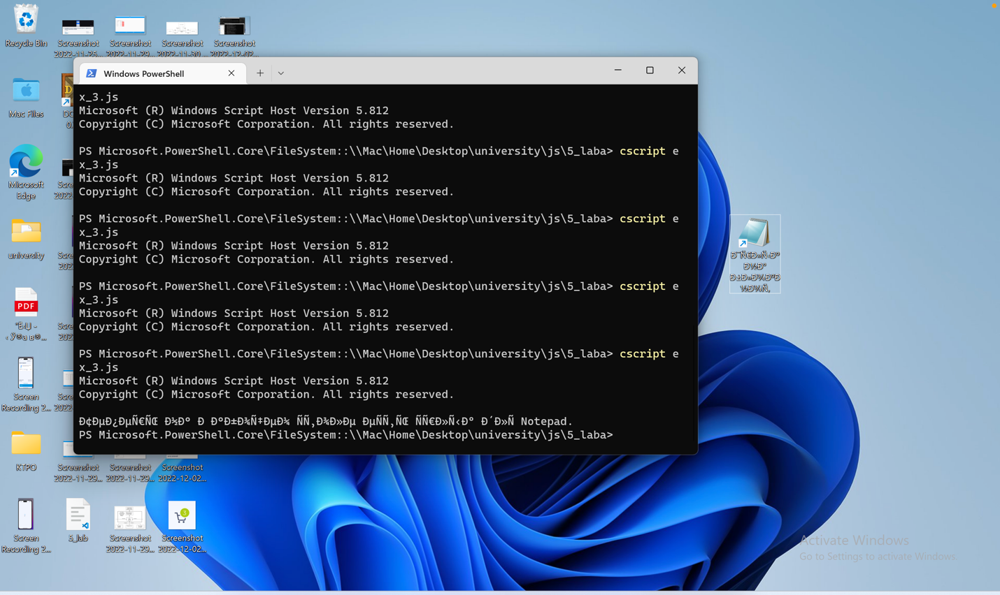 Recycle Bin
Screenshot
2022-11-25...
Screenshot
2022-11-29...
Screenshot
2022-11-30...
Screenshot
2022-12-02...
Windows PowerShell
x_3.js
Microsoft (R) Windows Script Host Version 5.812
Copyright (C) Microsoft Corporation. All rights reserved.
PS Microsoft.PowerShell.Core\FileSystem::\\Mac\Home\Desktop\university\js\5_laba> cscript e
x_3.js
Microsoft (R) Windows Script Host Version 5.812
Copyright (C) Microsoft Corporation. All rights reserved.
PS Microsoft.PowerShell.Core\FileSystem::\\Mac\Home\Desktop\university\js\5_laba> cscript e
x_3.js
Microsoft (R) Windows Script Host Version 5.812
Copyright (C) Microsoft Corporation. All rights reserved.
PS Microsoft.PowerShell.Core\FileSystem::\\Mac\Home\Desktop\university\js\5_laba> cscript e
x_3.js
Microsoft (R) Windows Script Host Version 5.812
Copyright (C) Microsoft Corporation. All rights reserved.
PS Microsoft.PowerShell.Core\FileSystem::\\Mac\Home\Desktop\university\js\5_laba> cscript e
x_3.js
Microsoft (R) Windows Script Host Version 5.812
Copyright (C) Microsoft Corporation. All rights reserved.
Ð¢ÐµÐ¿ÐµÑ€ÑŒ Ð½Ð° Ð Ð°Ð±Ð¾Ñ‡ÐµÐ¼ ÑÑ‚Ð¾Ð»Ðµ ÐµÑÑ‚ÑŒ ÑÑ€Ð»Ñ‹Ðº Ð´Ð»Ñ Notepad.
PS Microsoft.PowerShell.Core\FileSystem::\\Mac\Home\Desktop\university\js\5_laba>
Mac Files
Microsoft
Edge
university
PDF
Screen
Recording 2...
КТРО
Screenshot
2022-11-29...
Screenshot
2022-11-29...
Screenshot
2022-12-02...
Screen
Recording 2...
5_lab
Screenshot
2022-11-29...
3
Screenshot
2022-12-02...
Activate Windows
Go to Settings to activate Windows.